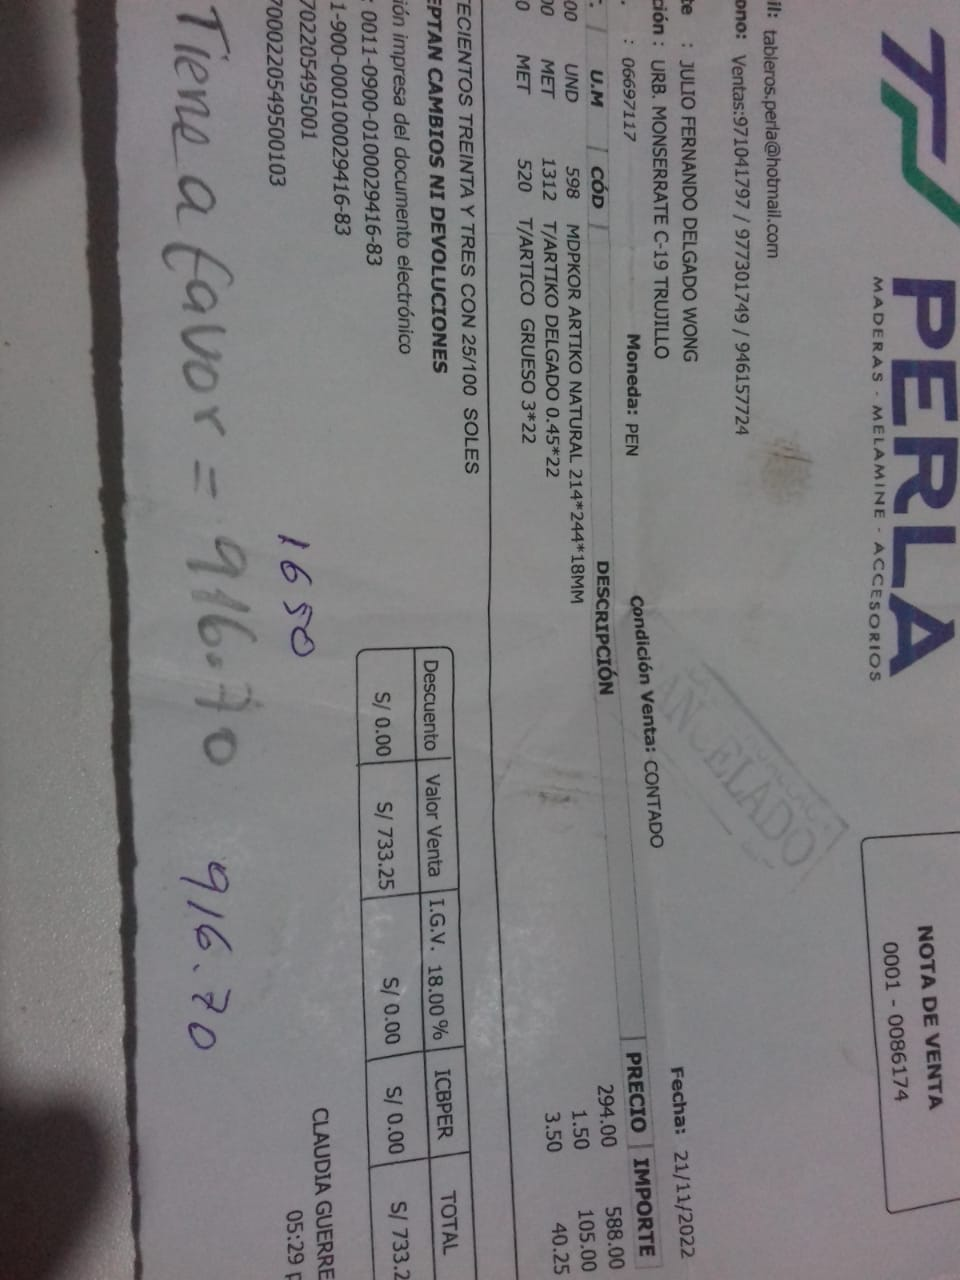 PERLA
MADERAS - MELAMINE - ACCESORIOS
NOTA DE VENTA
0001 - 0086174
il: tableros.perla@hotmail.com
ono: Ventas:971041797 / 977301749 / 946157724
te : JULIO FERNANDO DELGADO WONG
Fecha: 21/11/2022
ción : URB. MONSERRATE C-19 TRUJILLO
: 06697117 Moneda: PEN Condición Venta: CONTADO
CANCELADO
U.M CÓD DESCRIPCIÓN PRECIO IMPORTE
00 UND 598 MDPKOR ARTIKO NATURAL 214*244*18MM 294.00 588.00
00 MET 1312 T/ARTIKO DELGADO 0.45*22 1.50 105.00
0 MET 520 T/ARTICO GRUESO 3*22 3.50 40.25
TECIENTOS TREINTA Y TRES CON 25/100 SOLES
EPTAN CAMBIOS NI DEVOLUCIONES
ión impresa del documento electrónico
: 0011-0900-0100029416-83
1-900-000100029416-83
702205495001
70002205495000103
Descuento Valor Venta I.G.V. 18.00 % ICBPER TOTAL
S/ 0.00 S/ 733.25 S/ 0.00 S/ 0.00 S/ 733.2
CLAUDIA GUERRE
05:29 p
16 50
Tiene a favor = 916.70 916.70